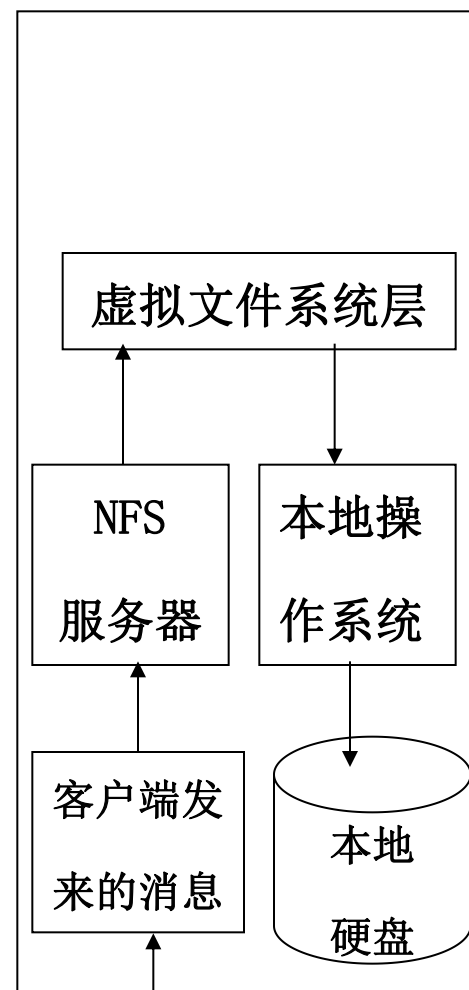 虚拟文件系统层
NFS
服务器
本地操
作系统
客户端发
来的消息
本地
硬盘